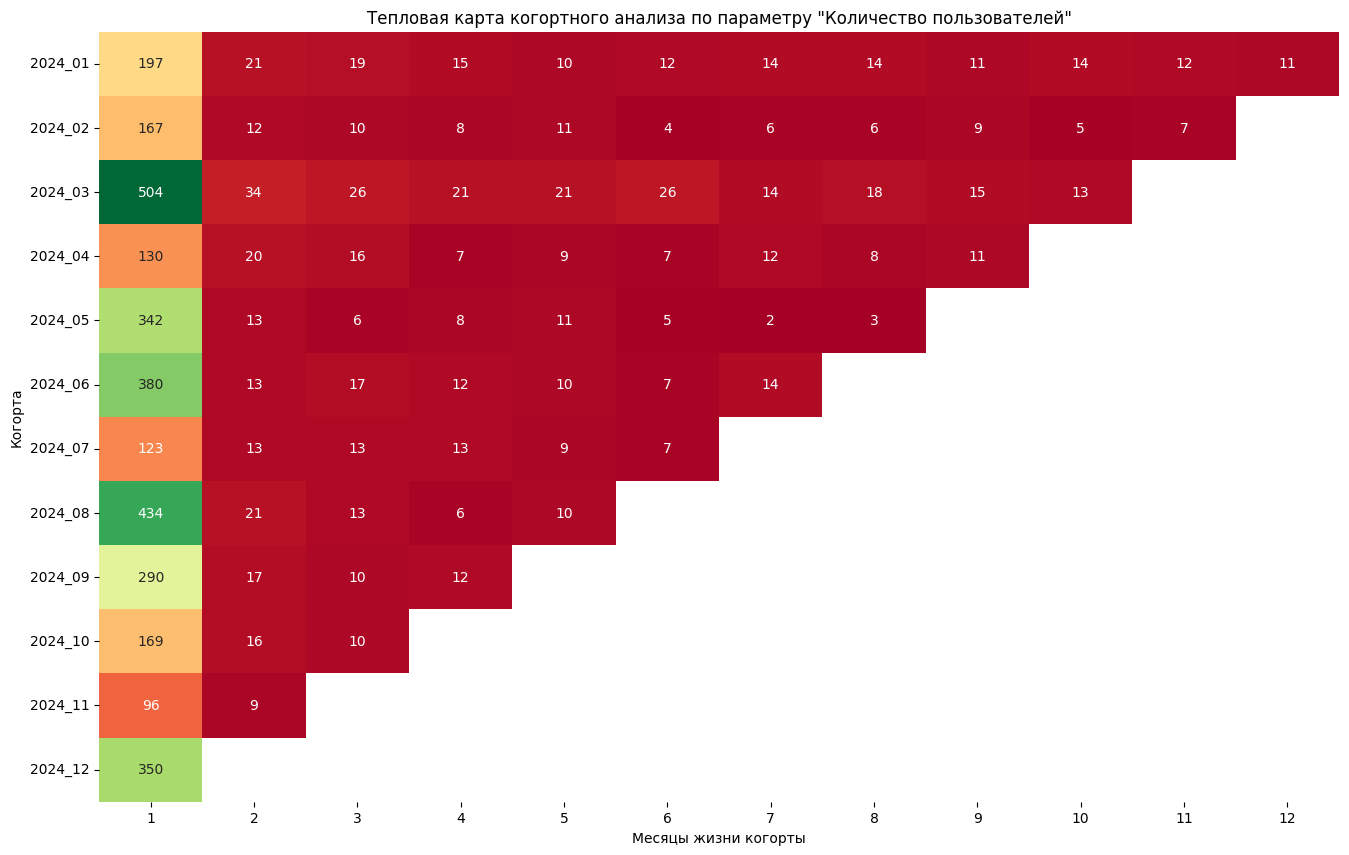 Тепловая карта когортного анализа по параметру "Количество пользователей"
2024_01 197 21 19 15 10 12 14 14 11 14 12 11
2024_02 167 12 10 8 11 4 6 6 9 5 7
2024_03 504 34 26 21 21 26 14 18 15 13
2024_04 130 20 16 7 9 7 12 8 11
2024_05 342 13 6 8 11 5 2 3
2024_06 380 13 17 12 10 7 14
Когорта
2024_07 123 13 13 13 9 7
2024_08 434 21 13 6 10
2024_09 290 17 10 12
2024_10 169 16 10
2024_11 96 9
2024_12 350
1 2 3 4 5 6 7 8 9 10 11 12
Месяцы жизни когорты